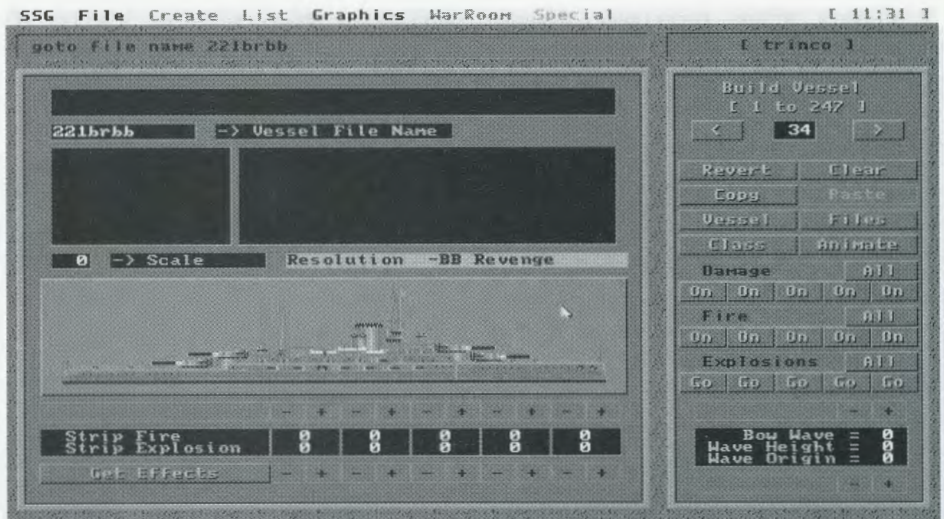 SSG File Create List Graphics WarRoom Special [ 11:31 ]
goto file name 221brbb
[ trinco ]
221brbb -> Vessel File Name
0 -> Scale
Resolution -BB Revenge
- + - + - + - + - +
Strip Fire 0 0 0 0 0
Strip Explosion 0 0 0 0 0
Get Effects - + - + - + - + - +
Build Vessel
[ 1 to 247 ]
< 34 >
Revert Clear
Copy Paste
Vessel Files
Class Animate
Damage All
On On On On On
Fire All
On On On On On
Explosions All
Go Go Go Go Go
- +
Bow Wave = 0
Wave Height = 0
Wave Origin = 0
- +